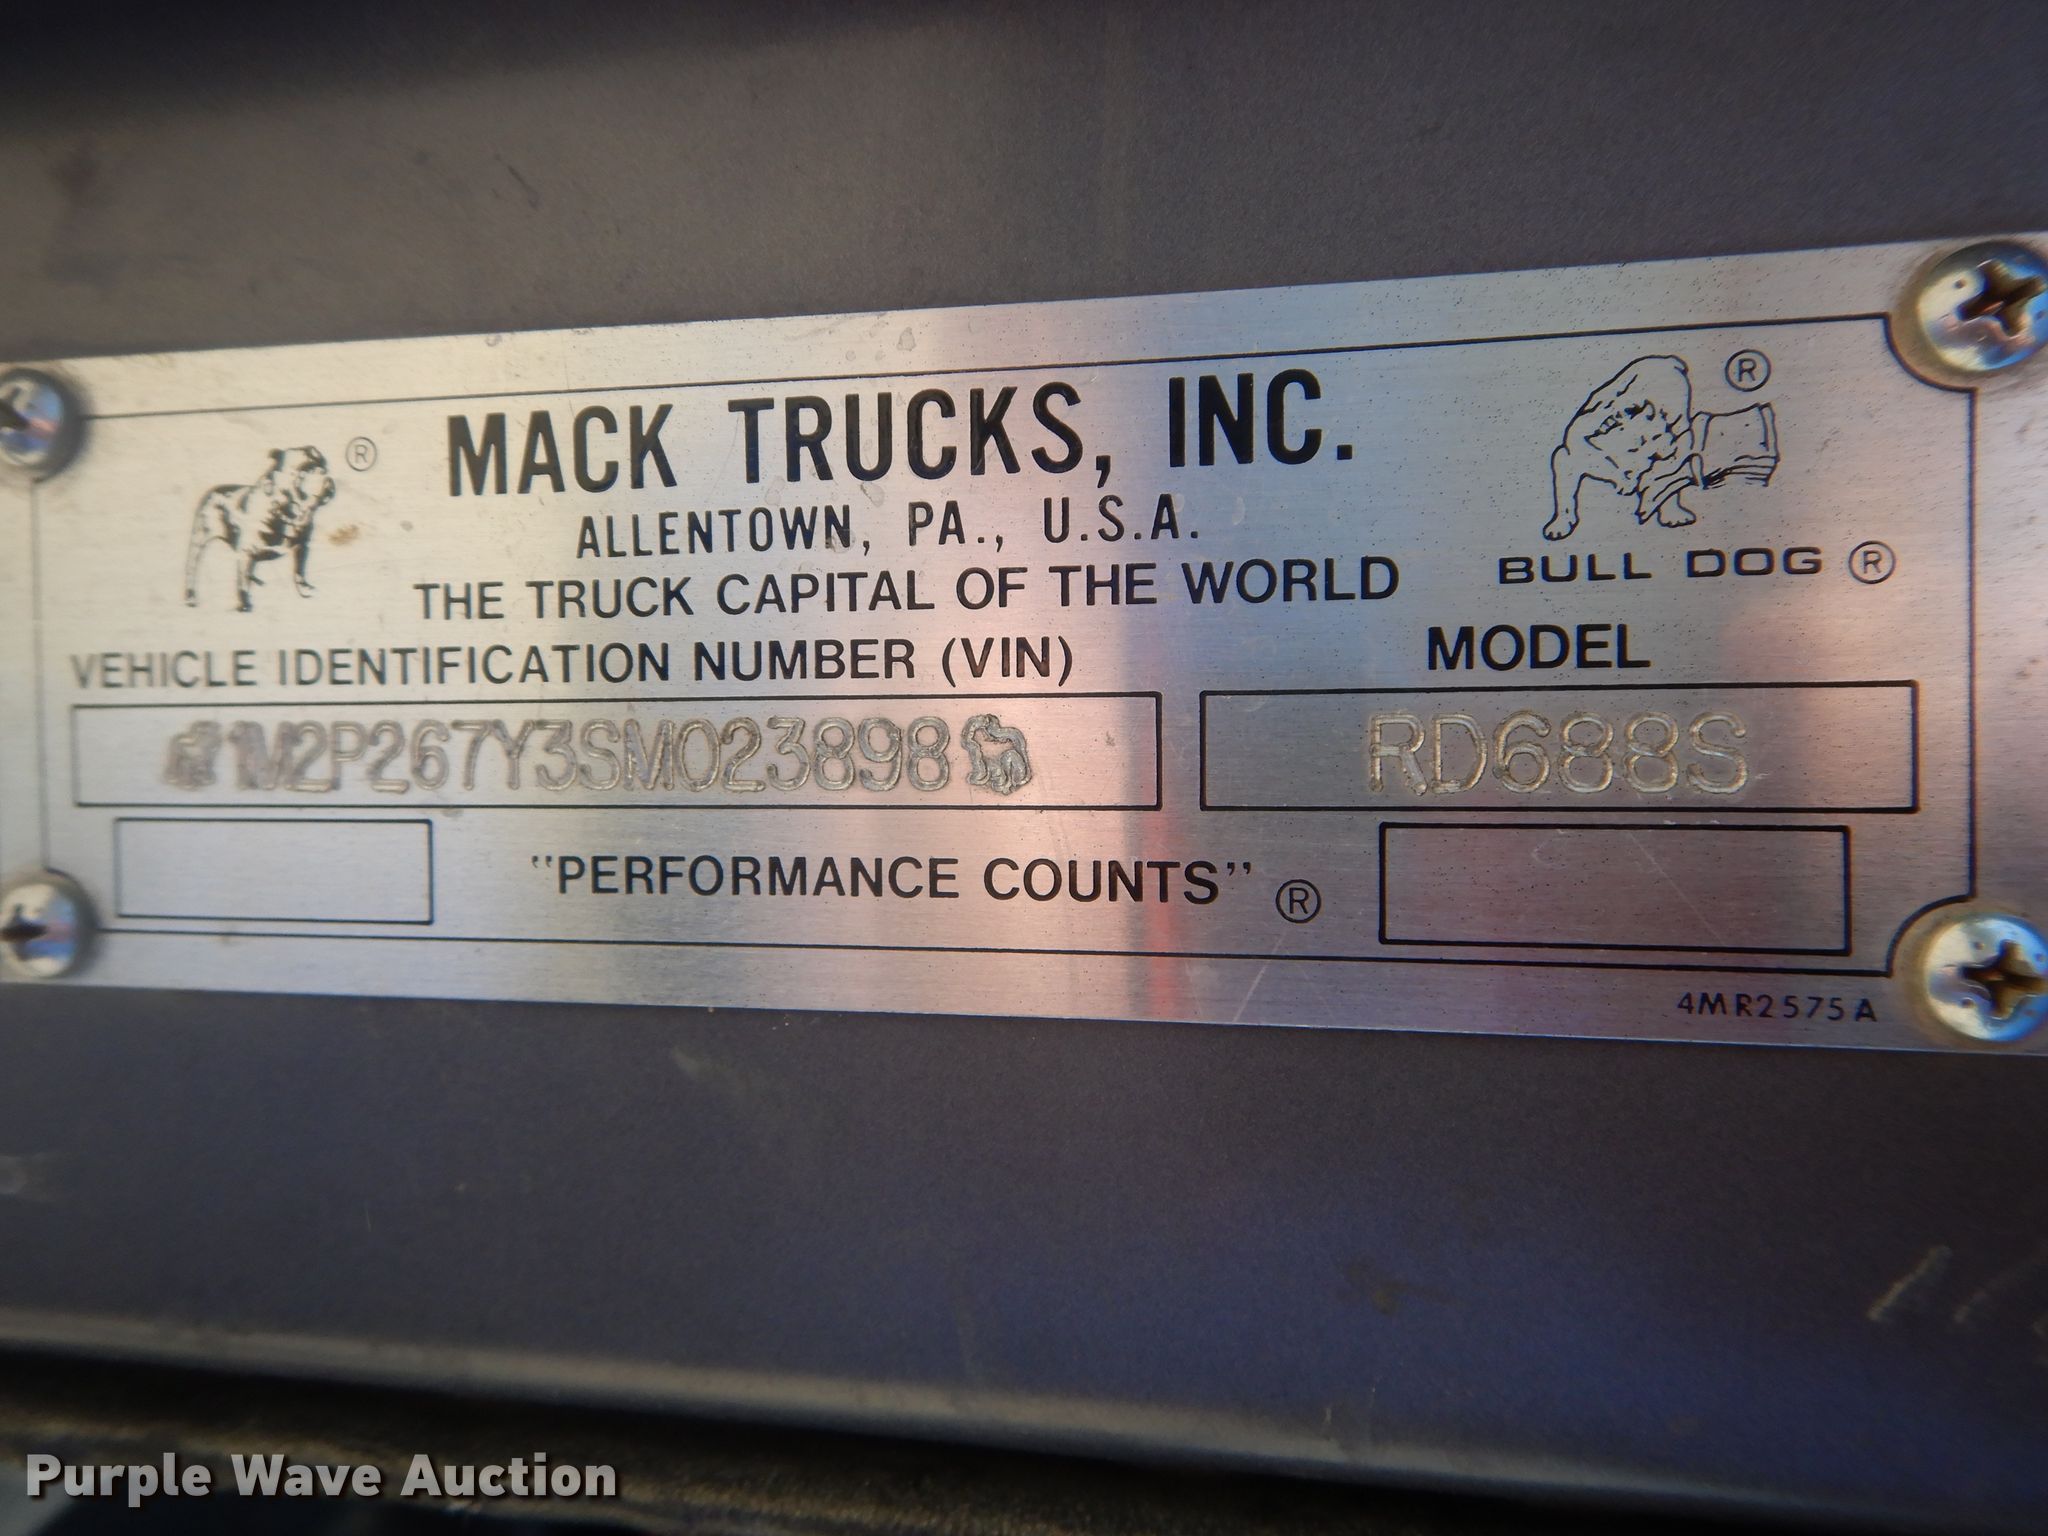 MACK TRUCKS, INC.
ALLENTOWN, PA., U.S.A.
THE TRUCK CAPITAL OF THE WORLD
®
®
BULL DOG ®
VEHICLE IDENTIFICATION NUMBER (VIN)
1M2P267Y3SM023898
MODEL
RD688S
"PERFORMANCE COUNTS" ®
4MR2575A
Purple Wave Auction